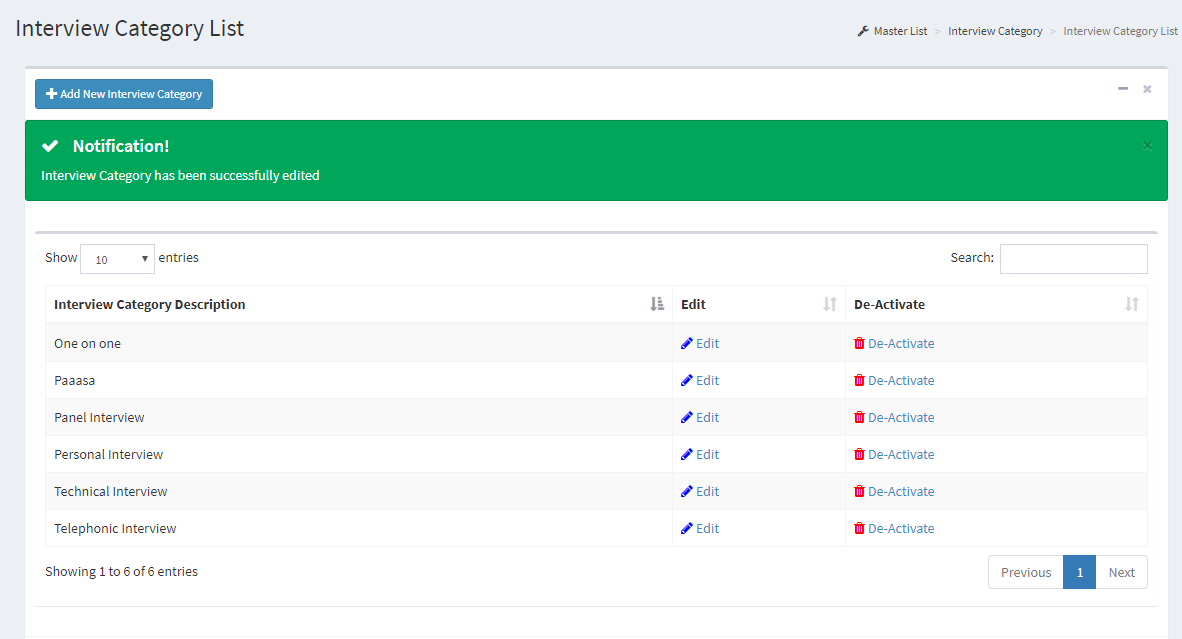 Interview Category List
Master List > Interview Category > Interview Category List
Add New Interview Category
Notification!
Interview Category has been successfully edited
Show 10 entries
Search:
Interview Category Description Edit De-Activate
One on one Edit De-Activate
Paaasa Edit De-Activate
Panel Interview Edit De-Activate
Personal Interview Edit De-Activate
Technical Interview Edit De-Activate
Telephonic Interview Edit De-Activate
Showing 1 to 6 of 6 entries
Previous 1 Next